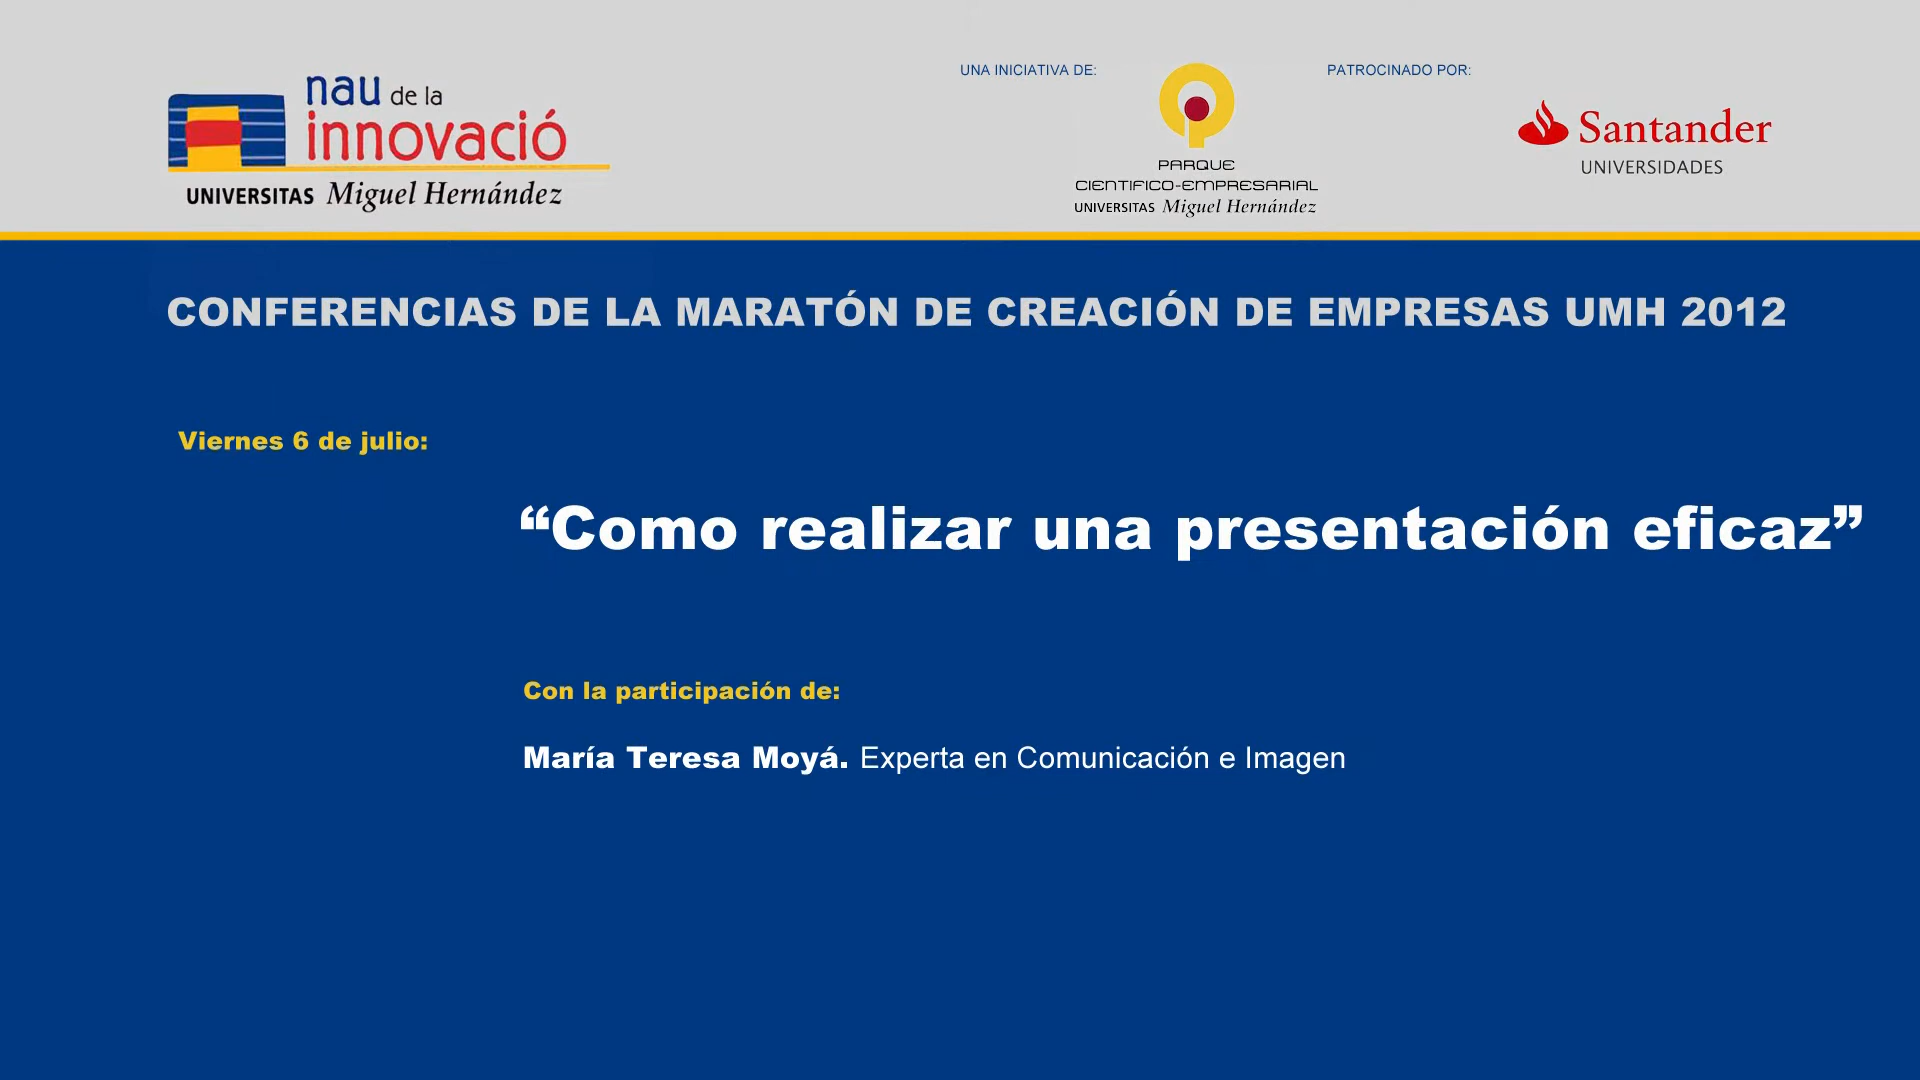 nau de la
innovació
UNIVERSITAS Miguel Hernández
UNA INICIATIVA DE:
PARQUE
CIENTIFICO-EMPRESARIAL
UNIVERSITAS Miguel Hernández
PATROCINADO POR:
Santander
UNIVERSIDADES
CONFERENCIAS DE LA MARATÓN DE CREACIÓN DE EMPRESAS UMH 2012
Viernes 6 de julio:
“Como realizar una presentación eficaz”
Con la participación de:
María Teresa Moyá. Experta en Comunicación e Imagen